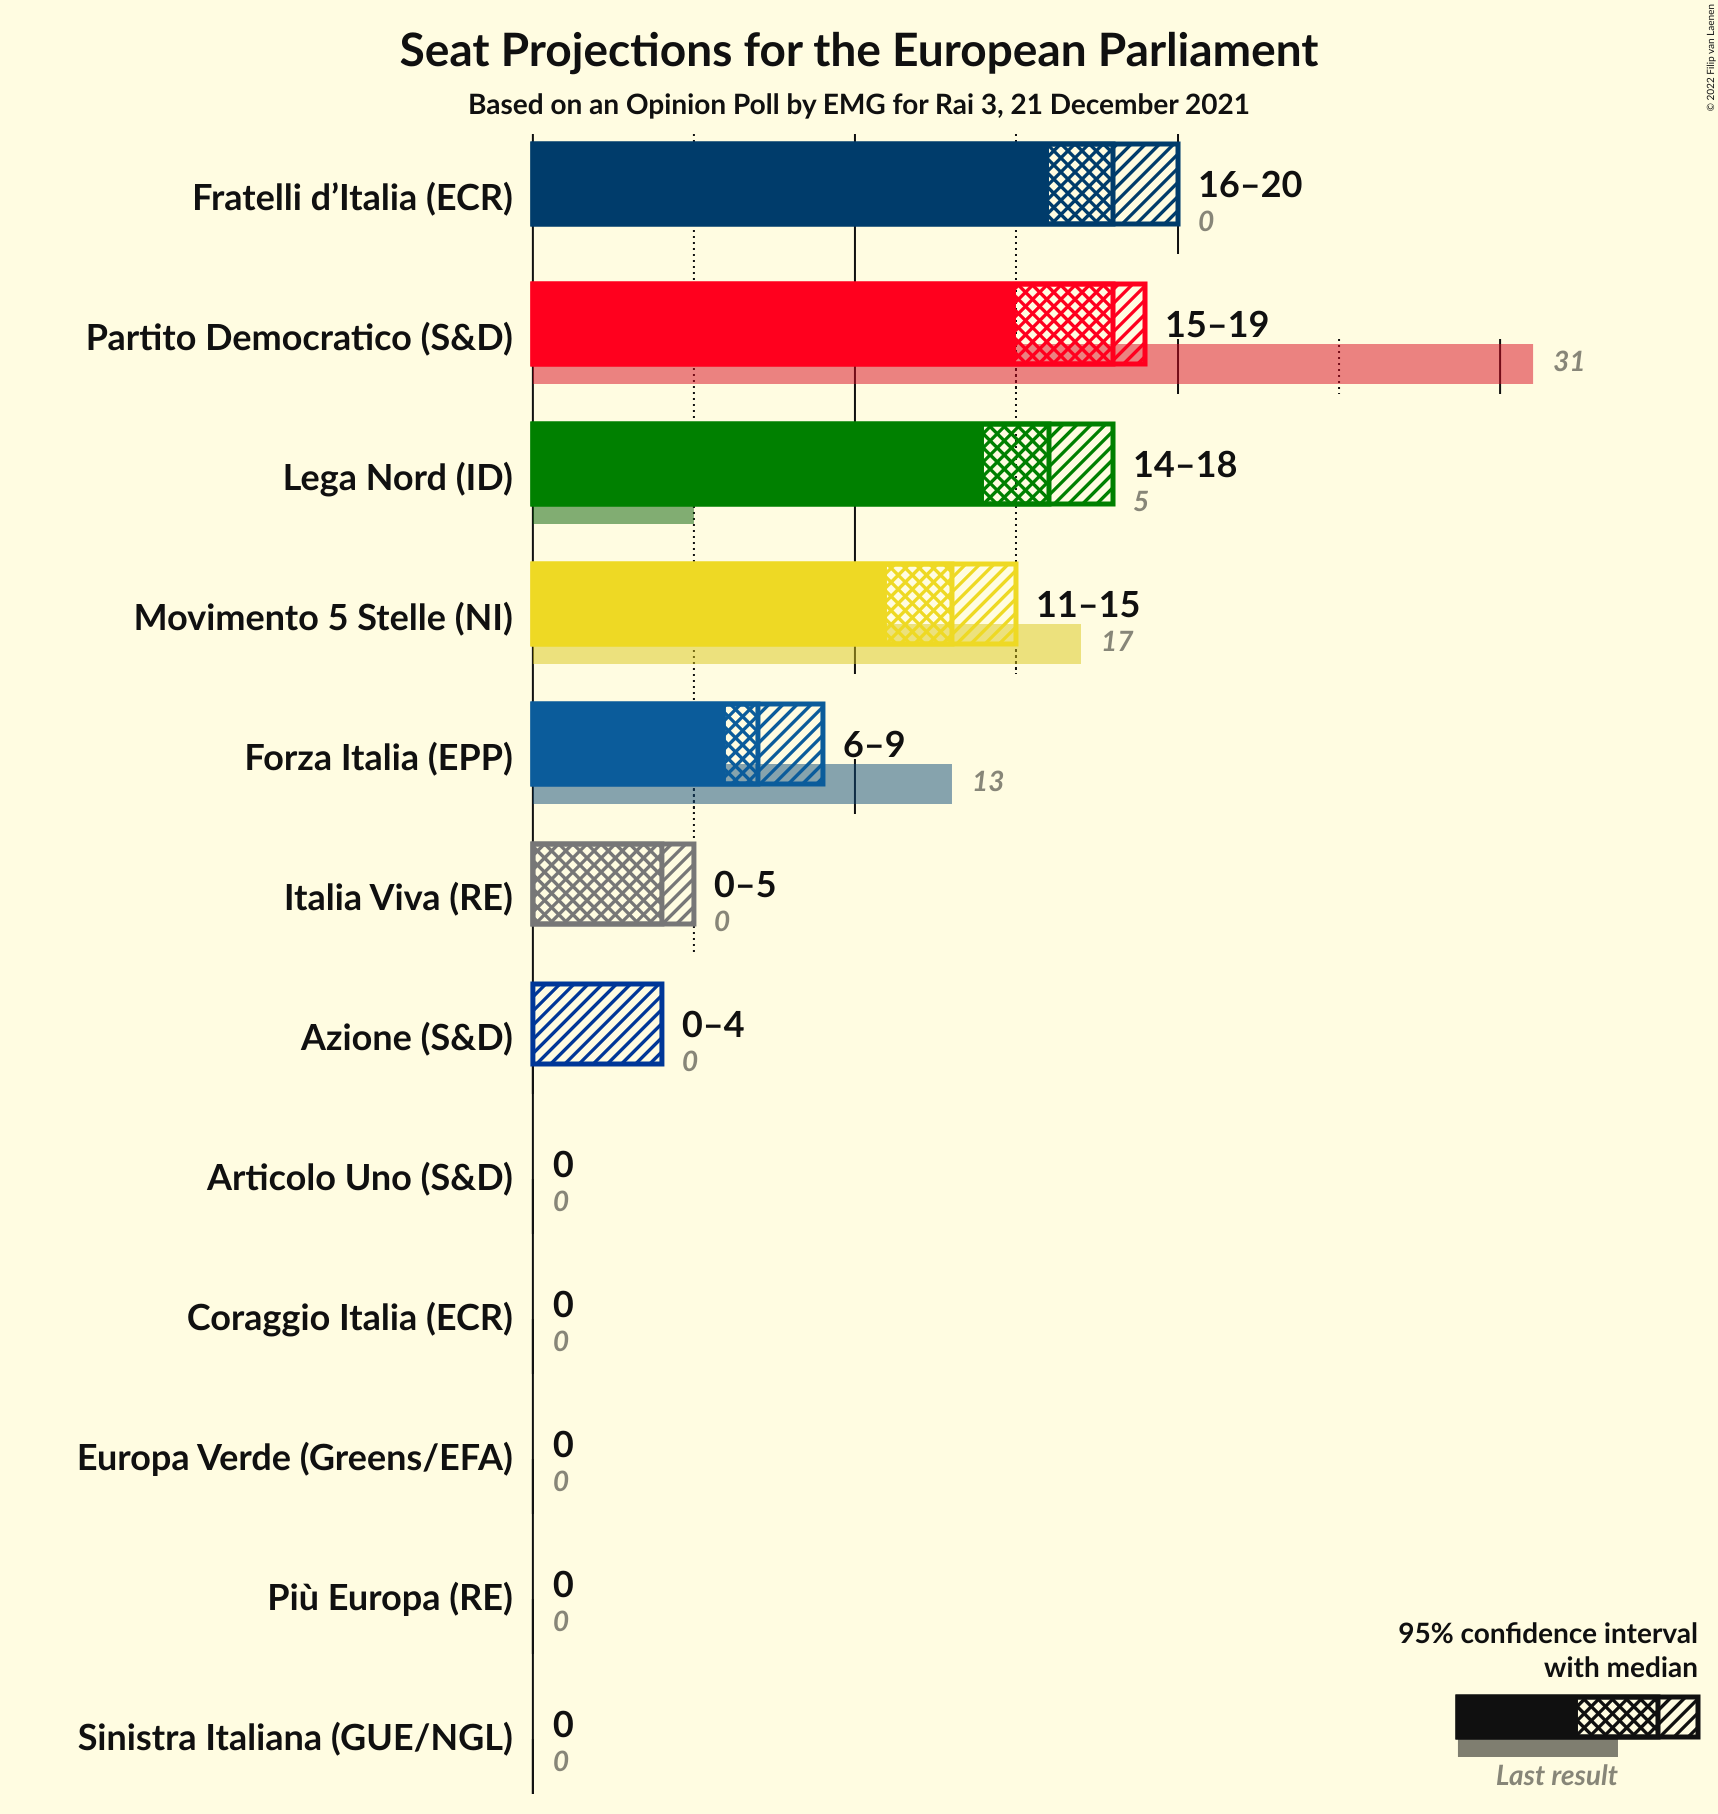 Seat Projections for the European Parliament
Based on an Opinion Poll by EMG for Rai 3, 21 December 2021
© 2022 Filip van Laenen
Fratelli d’Italia (ECR)
16–20
0
Partito Democratico (S&D)
15–19
31
Lega Nord (ID)
14–18
5
Movimento 5 Stelle (NI)
11–15
17
Forza Italia (EPP)
6–9
13
Italia Viva (RE)
0–5
0
Azione (S&D)
0–4
0
Articolo Uno (S&D)
0
0
Coraggio Italia (ECR)
0
0
Europa Verde (Greens/EFA)
0
0
Più Europa (RE)
0
0
Sinistra Italiana (GUE/NGL)
0
0
95% confidence interval
with median
Last result